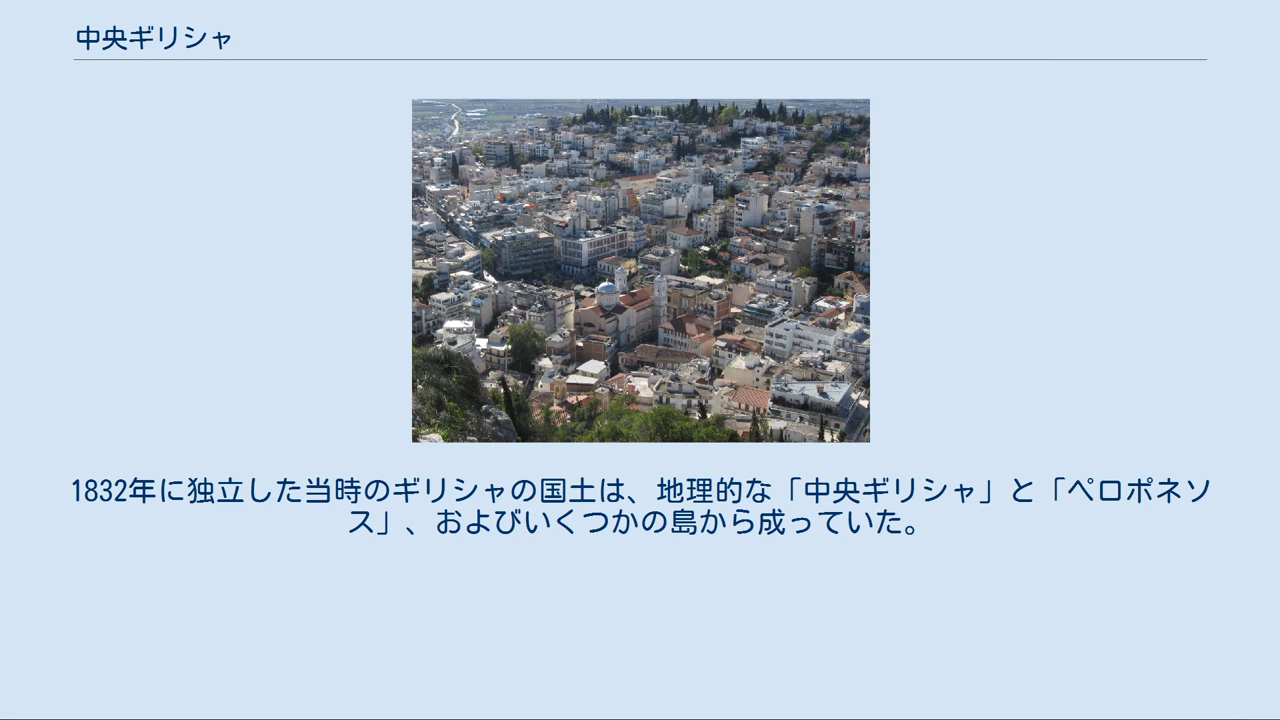 中央ギリシャ
1832年に独立した当時のギリシャの国土は、地理的な「中央ギリシャ」と「ペロポネソ
ス」、およびいくつかの島から成っていた。